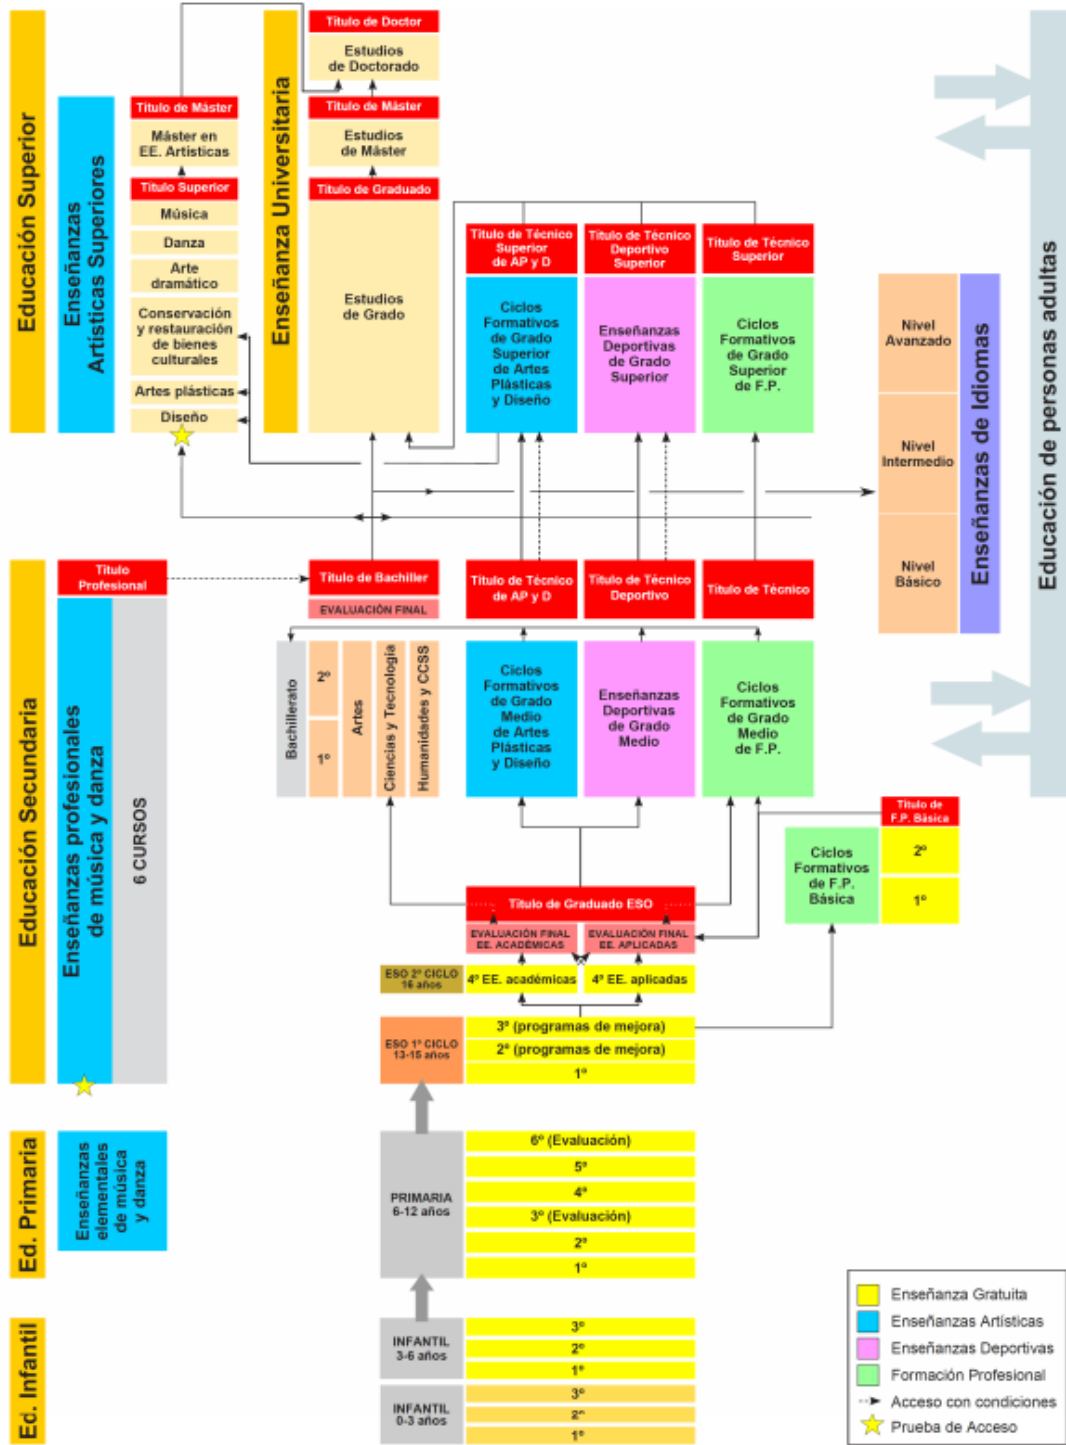 Educación Superior
Enseñanzas
Artísticas Superiores
Título de Máster
Máster en
EE. Artísticas
Título Superior
Música
Danza
Arte
dramático
Conservación
y restauración
de bienes
culturales
Artes plásticas
Diseño
Enseñanza Universitaria
Título de Doctor
Estudios
de Doctorado
Título de Máster
Estudios
de Máster
Título de Graduado
Estudios
de Grado
Título de Técnico
Superior
de AP y D
Ciclos
Formativos
de Grado
Superior
de Artes
Plásticas
y Diseño
Título de Técnico
Deportivo
Superior
Enseñanzas
Deportivas
de Grado
Superior
Título de Técnico
Superior
Ciclos
Formativos
de Grado
Superior
de F.P.
Nivel
Avanzado
Nivel
Intermedio
Nivel
Básico
Enseñanzas de Idiomas
Educación de personas adultas
Educación Secundaria
Título
Profesional
Enseñanzas profesionales
de música y danza
6 CURSOS
Título de Bachiller
EVALUACIÓN FINAL
Bachillerato
2º
1º
Artes
Ciencias y Tecnología
Humanidades y CCSS
Título de Técnico
de AP y D
Ciclos
Formativos
de Grado
Medio
de Artes
Plásticas
y Diseño
Título de Técnico
Deportivo
Enseñanzas
Deportivas
de Grado
Medio
Título de Técnico
Ciclos
Formativos
de Grado
Medio
de F.P.
Título de
F.P. Básica
Ciclos
Formativos
de F.P.
Básica
2º
1º
Título de Graduado ESO
EVALUACIÓN FINAL
EE. ACADÉMICAS
EVALUACIÓN FINAL
EE. APLICADAS
ESO 2º CICLO
16 años
4º EE. académicas
4º EE. aplicadas
ESO 1º CICLO
13-15 años
3º (programas de mejora)
2º (programas de mejora)
1º
Ed. Primaria
Enseñanzas
elementales
de música
y danza
PRIMARIA
6-12 años
6º (Evaluación)
5º
4º
3º (Evaluación)
2º
1º
Ed. Infantil
INFANTIL
3-6 años
3º
2º
1º
INFANTIL
0-3 años
3º
2º
1º
Enseñanza Gratuita
Enseñanzas Artísticas
Enseñanzas Deportivas
Formación Profesional
Acceso con condiciones
Prueba de Acceso